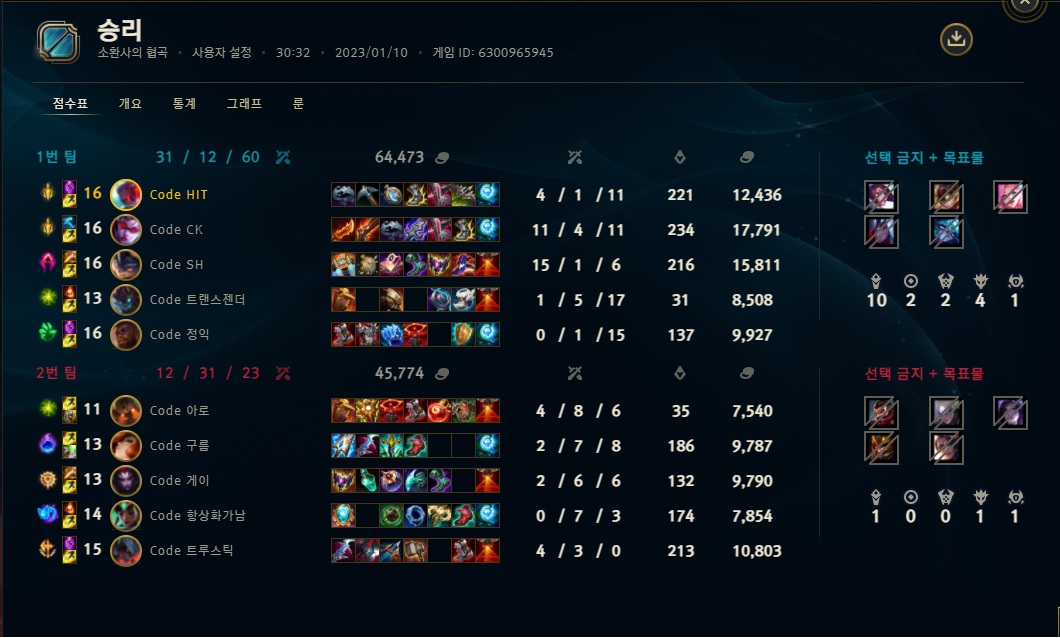 승리
소환사의 협곡 • 사용자 설정 • 30:32 • 2023/01/10 • 게임 ID: 6300965945
점수표 개요 통계 그래프 룬
1번 팀 31 / 12 / 60 64,473 선택 금지 + 목표물
16 Code HIT 4 / 1 / 11 221 12,436
16 Code CK 11 / 4 / 11 234 17,791
16 Code SH 15 / 1 / 6 216 15,811
13 Code 트랜스젠더 1 / 5 / 17 31 8,508
10 2 2 4 1
16 Code 정익 0 / 1 / 15 137 9,927
2번 팀 12 / 31 / 23 45,774 선택 금지 + 목표물
11 Code 아로 4 / 8 / 6 35 7,540
13 Code 구름 2 / 7 / 8 186 9,787
13 Code 게이 2 / 6 / 6 132 9,790
14 Code 항상화가남 0 / 7 / 3 174 7,854
1 0 0 1 1
15 Code 트루스틱 4 / 3 / 0 213 10,803